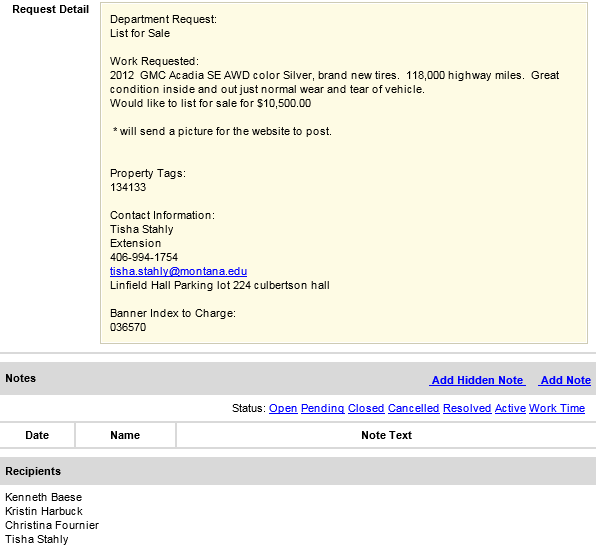 Request Detail
Department Request:
List for Sale
Work Requested:
2012 GMC Acadia SE AWD color Silver, brand new tires. 118,000 highway miles. Great
condition inside and out just normal wear and tear of vehicle.
Would like to list for sale for $10,500.00
* will send a picture for the website to post.
Property Tags:
134133
Contact Information:
Tisha Stahly
Extension
406-994-1754
tisha.stahly@montana.edu
Linfield Hall Parking lot 224 culbertson hall
Banner Index to Charge:
036570
Notes Add Hidden Note Add Note
Status: Open Pending Closed Cancelled Resolved Active Work Time
Date Name Note Text
Recipients
Kenneth Baese
Kristin Harbuck
Christina Fournier
Tisha Stahly